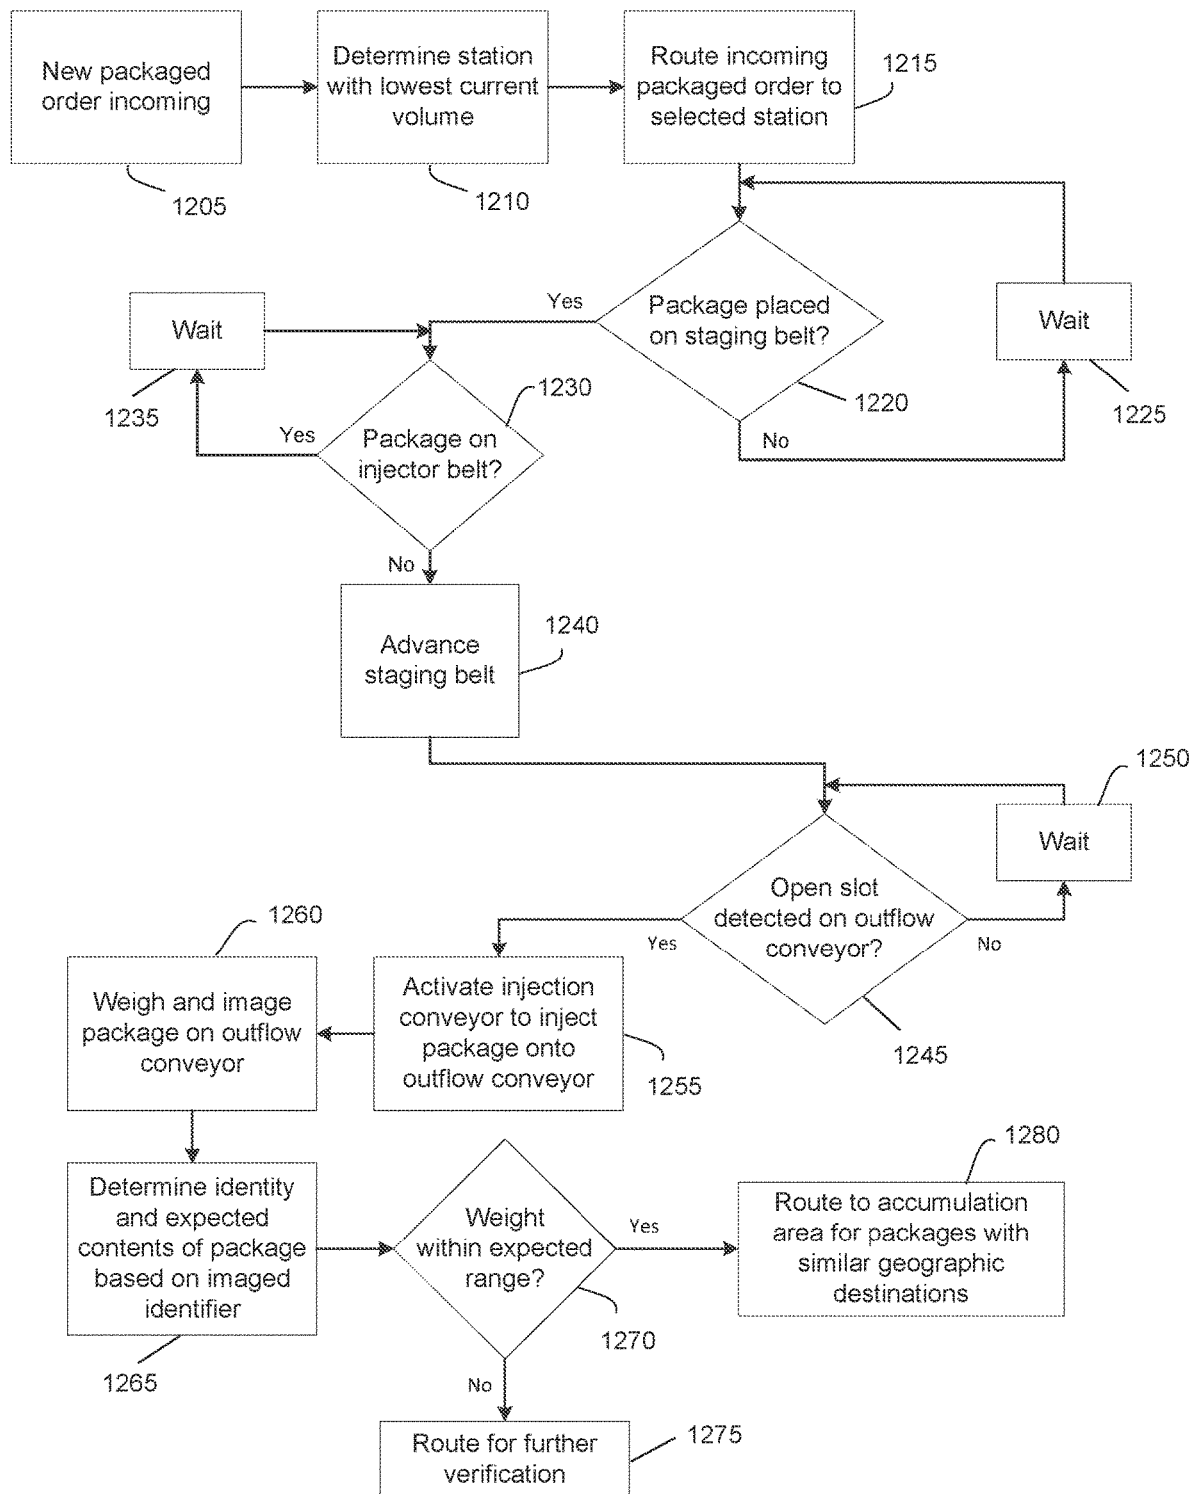 New packaged
order incoming
1205
Determine station
with lowest current
volume
1210
Route incoming
packaged order to
selected station
1215
Package placed
on staging belt?
1220
Yes
No
Wait
1225
Wait
1235
Package on
injector belt?
1230
Yes
No
Advance
staging belt
1240
Open slot
detected on outflow
conveyor?
1245
Yes
No
Wait
1250
Activate injection
conveyor to inject
package onto
outflow conveyor
1255
Weigh and image
package on outflow
conveyor
1260
Determine identity
and expected
contents of package
based on imaged
identifier
1265
Weight
within expected
range?
1270
Yes
No
Route to accumulation
area for packages with
similar geographic
destinations
1280
Route for further
verification
1275